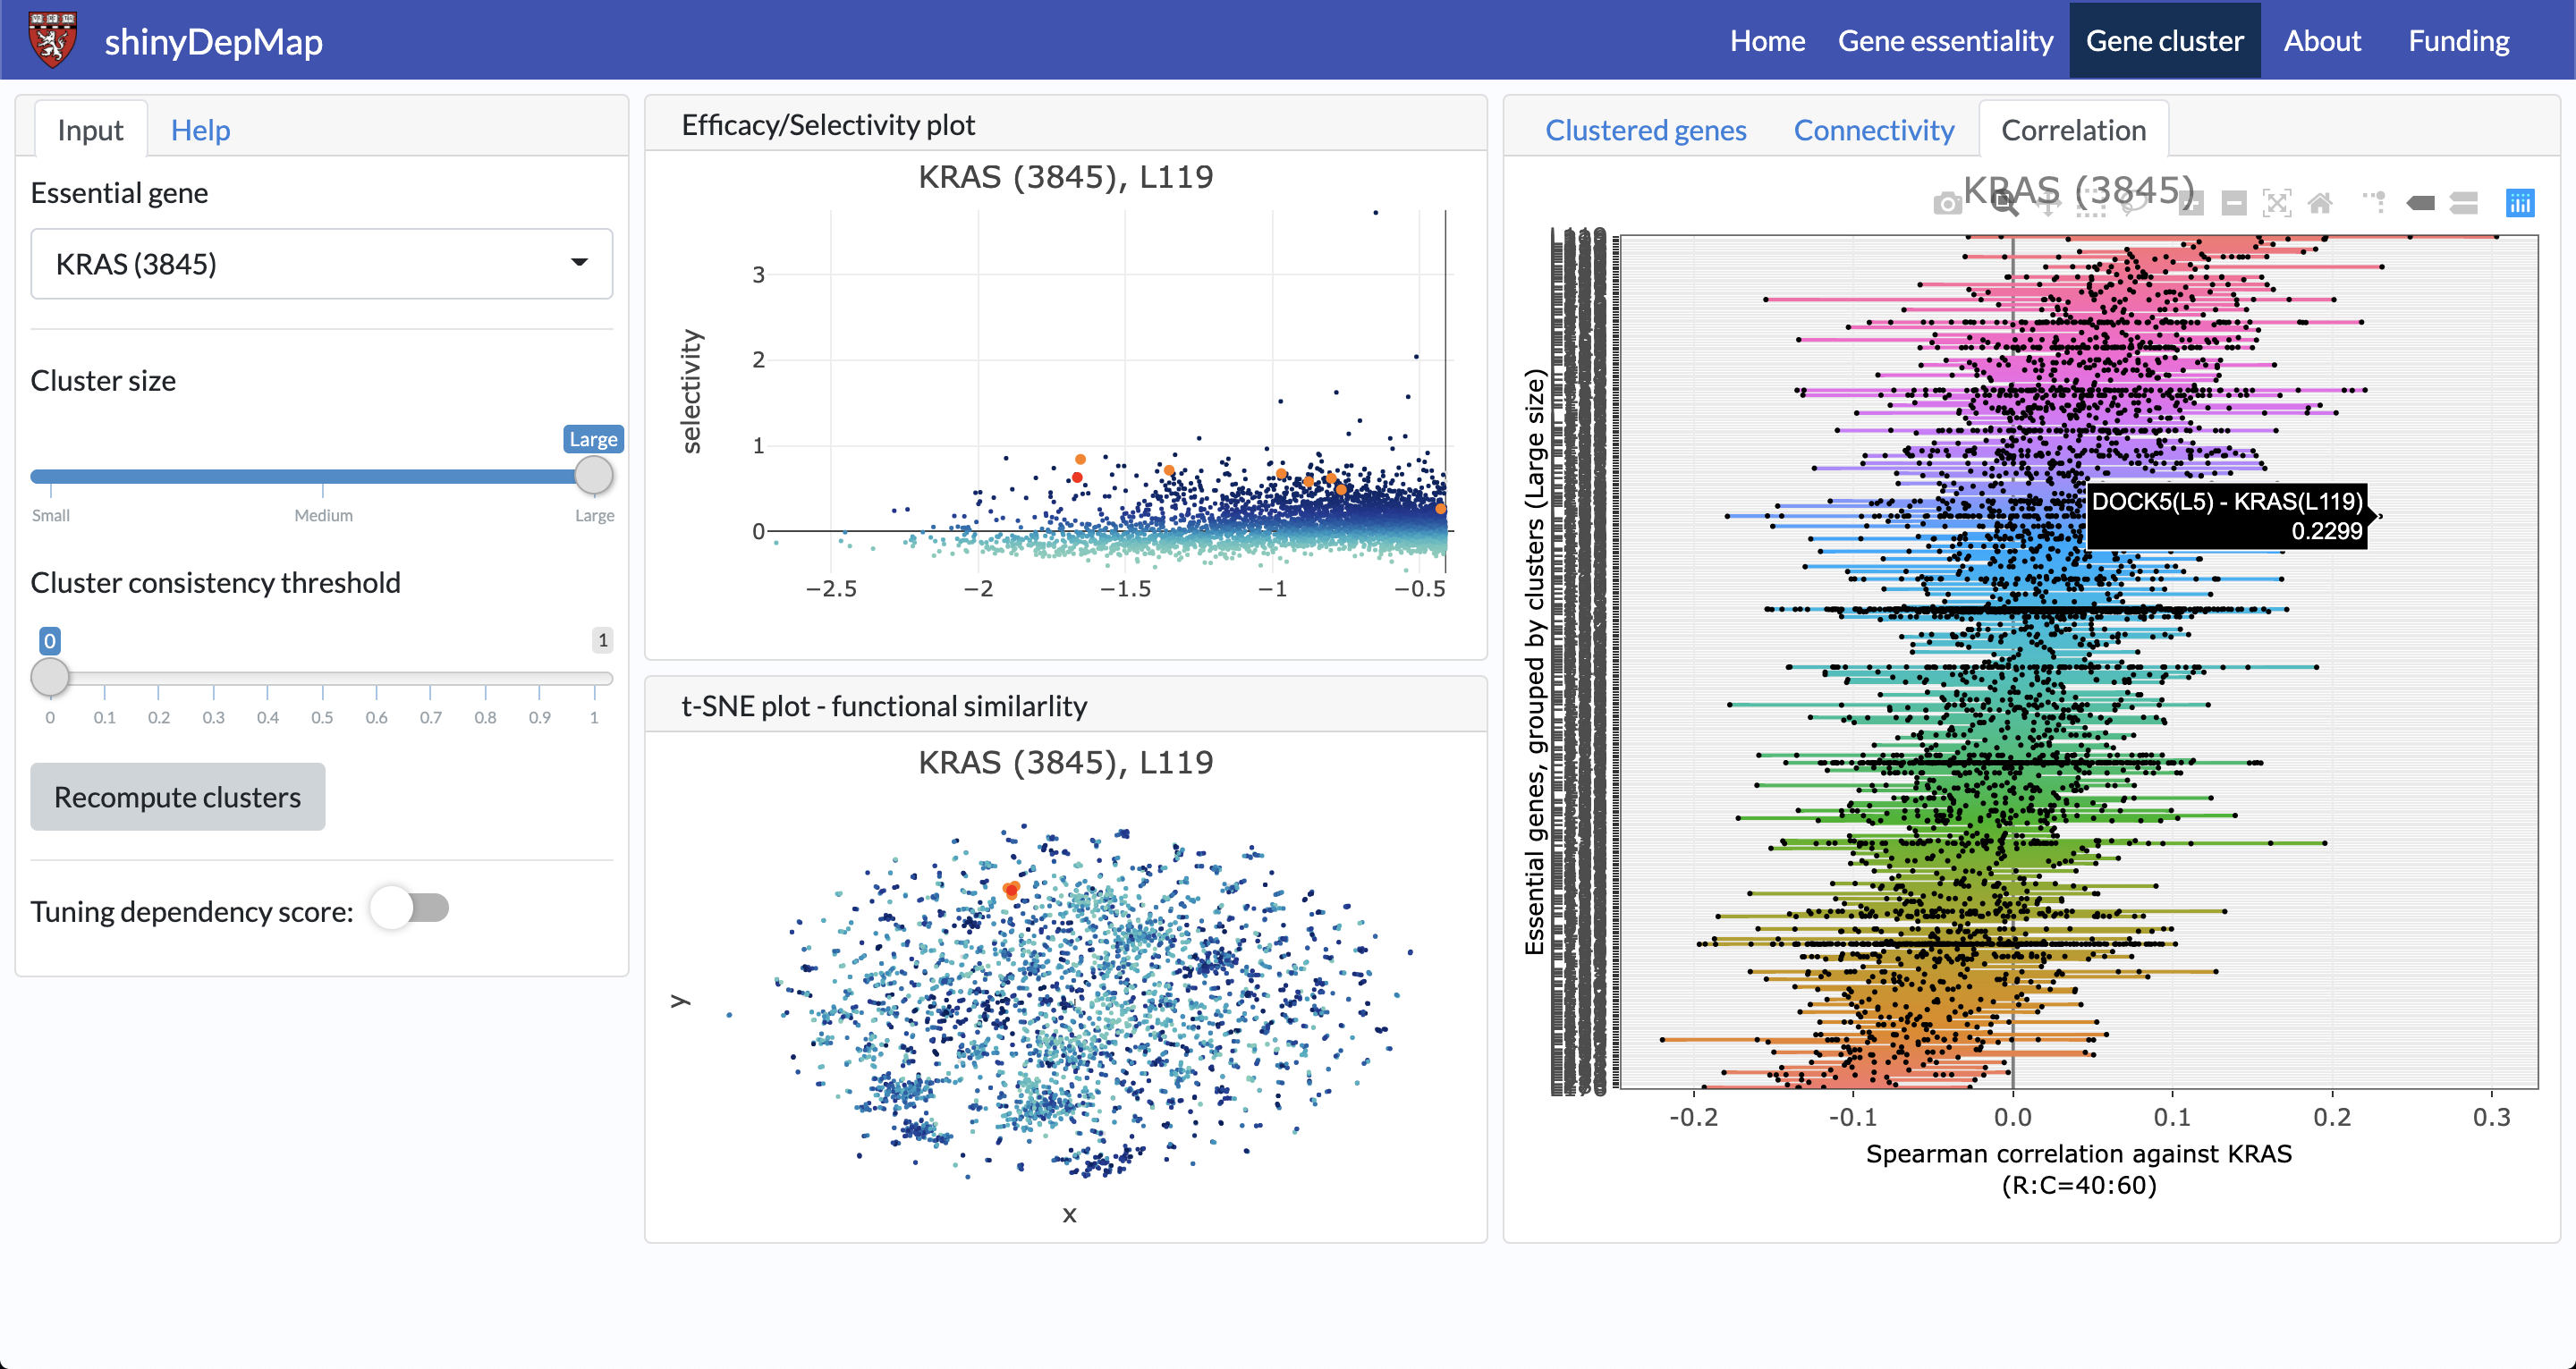 shinyDepMap
Home
Gene essentiality
Gene cluster
About
Funding
Input
Help
Essential gene
KRAS (3845)
Cluster size
Large
Small
Medium
Large
Cluster consistency threshold
0
1
0 0.1 0.2 0.3 0.4 0.5 0.6 0.7 0.8 0.9 1
Recompute clusters
Tuning dependency score:
Efficacy/Selectivity plot
KRAS (3845), L119
selectivity
3
2
1
0
−2.5 −2 −1.5 −1 −0.5
t-SNE plot - functional similarlity
KRAS (3845), L119
y
x
Clustered genes
Connectivity
Correlation
KRAS (3845)
Essential genes, grouped by clusters (Large size)
DOCK5(L5) - KRAS(L119)
0.2299
-0.2 -0.1 0.0 0.1 0.2 0.3
Spearman correlation against KRAS
(R:C=40:60)